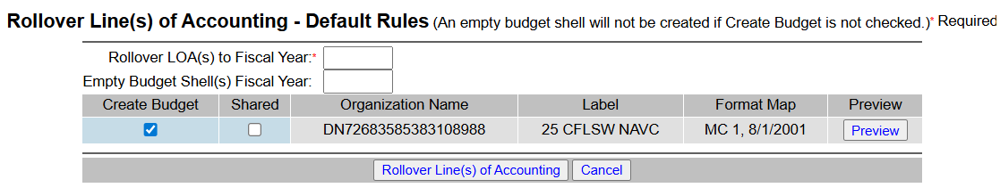 Rollover Line(s) of Accounting - Default Rules (An empty budget shell will not be created if Create Budget is not checked.)* Required
Rollover LOA(s) to Fiscal Year:*
Empty Budget Shell(s) Fiscal Year:
Create Budget Shared Organization Name Label Format Map Preview
DN72683585383108988 25 CFLSW NAVC MC 1, 8/1/2001 Preview
Rollover Line(s) of Accounting Cancel